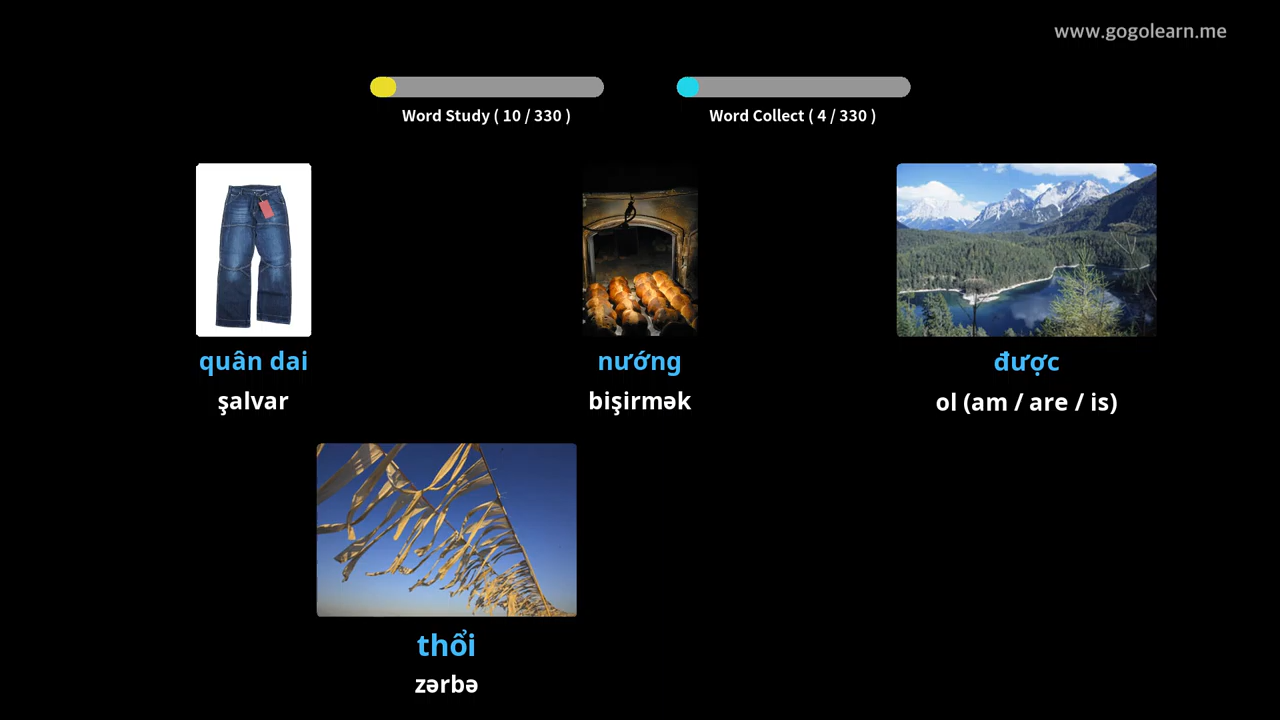 www.gogolearn.me
Word Study ( 10 / 330 )
Word Collect ( 4 / 330 )
quân dai
şalvar
nướng
bişirmək
được
ol (am / are / is)
thổi
zərbə